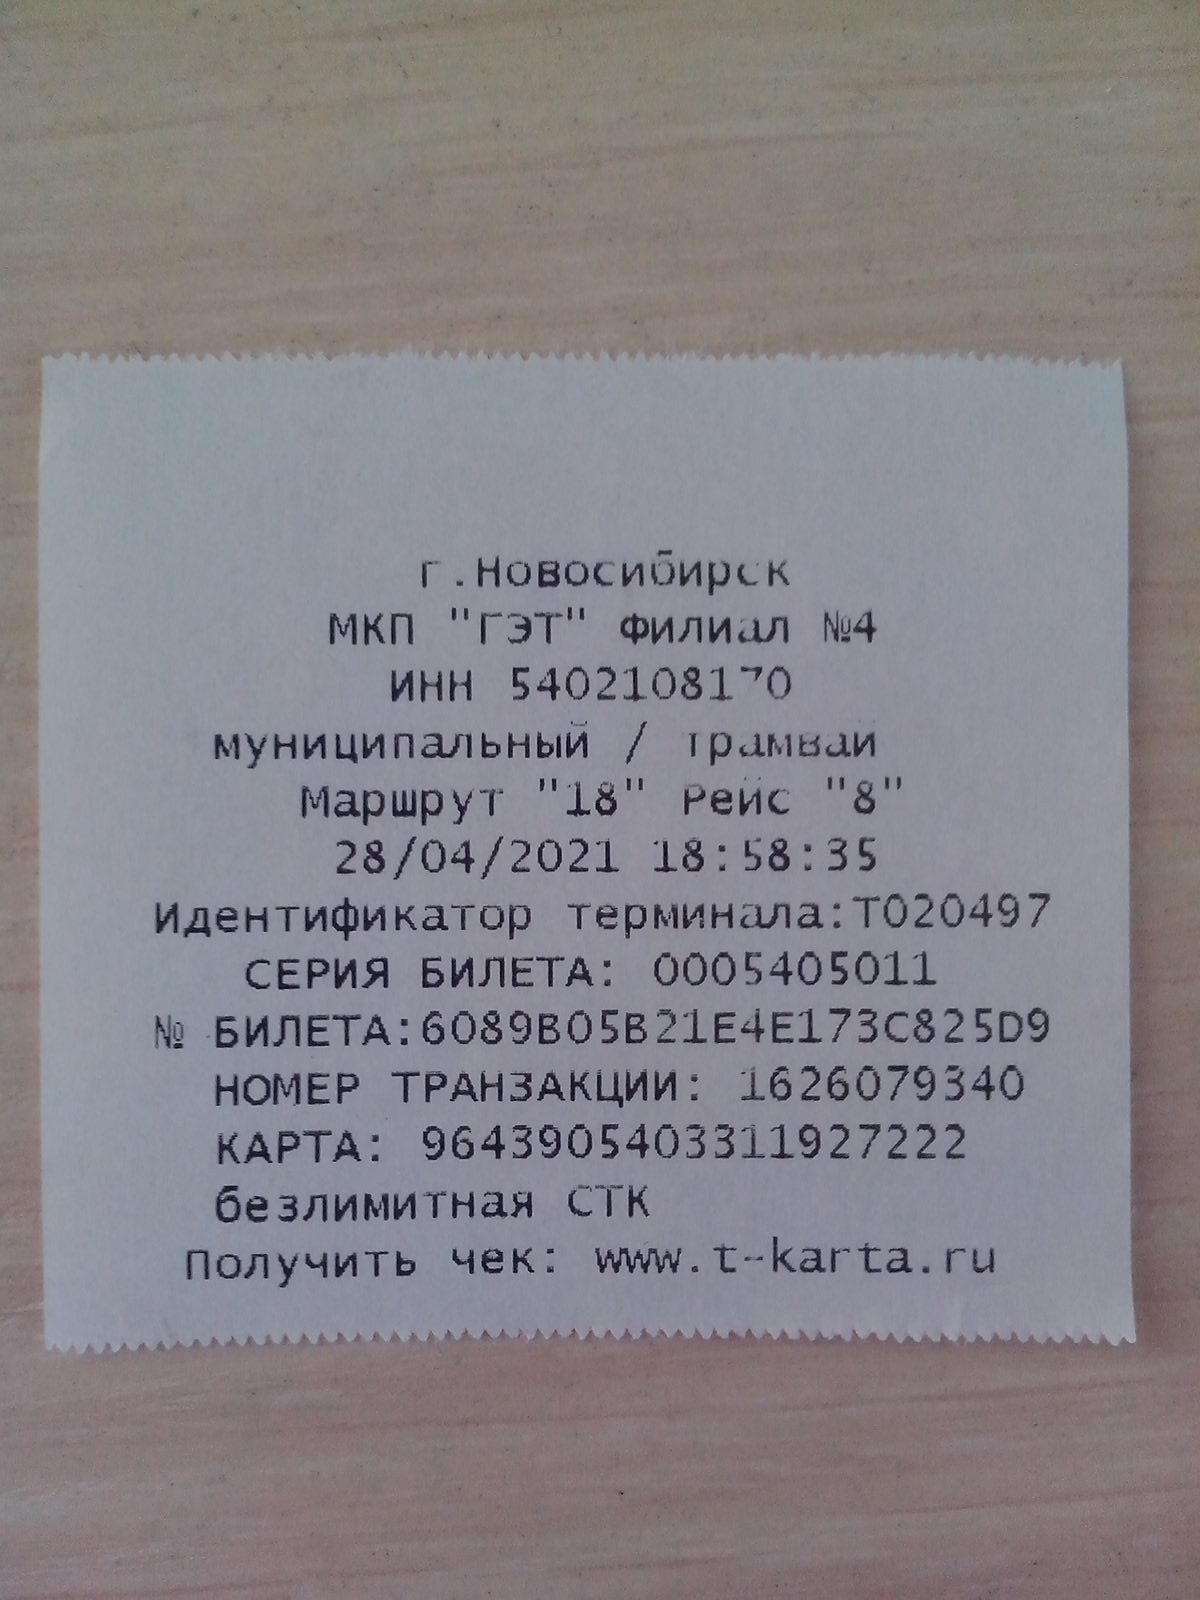 г.Новосибирск
МКП "ГЭТ" Филиал №4
ИНН 5402108170
муниципальный / трамвай
Маршрут "18" Рейс "8"
28/04/2021 18:58:35
Идентификатор терминала:T020497
СЕРИЯ БИЛЕТА: 0005405011
№ БИЛЕТА:6089B05B21E4E173C825D9
НОМЕР ТРАНЗАКЦИИ: 1626079340
КАРТА: 9643905403311927222
безлимитная СТК
Получить чек: www.t-karta.ru